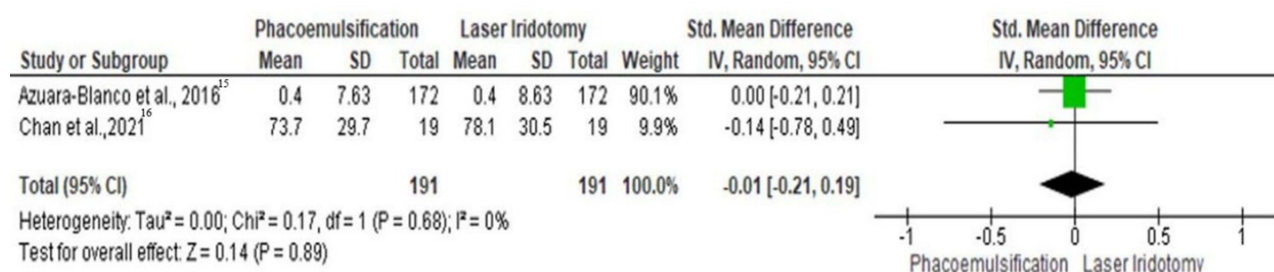 Phacoemulsification Laser Iridotomy Std. Mean Difference Std. Mean Difference
Study or Subgroup Mean SD Total Mean SD Total Weight IV, Random, 95% CI IV, Random, 95% CI
Azuara-Blanco et al., 2016 15 0.4 7.63 172 0.4 8.63 172 90.1% 0.00 [-0.21, 0.21]
Chan et al.,2021 16 73.7 29.7 19 78.1 30.5 19 9.9% -0.14 [-0.78, 0.49]
Total (95% CI) 191 191 100.0% -0.01 [-0.21, 0.19]
Heterogeneity: Tau² = 0.00; Chi² = 0.17, df = 1 (P = 0.68); I² = 0%
Test for overall effect: Z = 0.14 (P = 0.89)
-1 -0.5 0 0.5 1
Phacoemulsification Laser Iridotomy